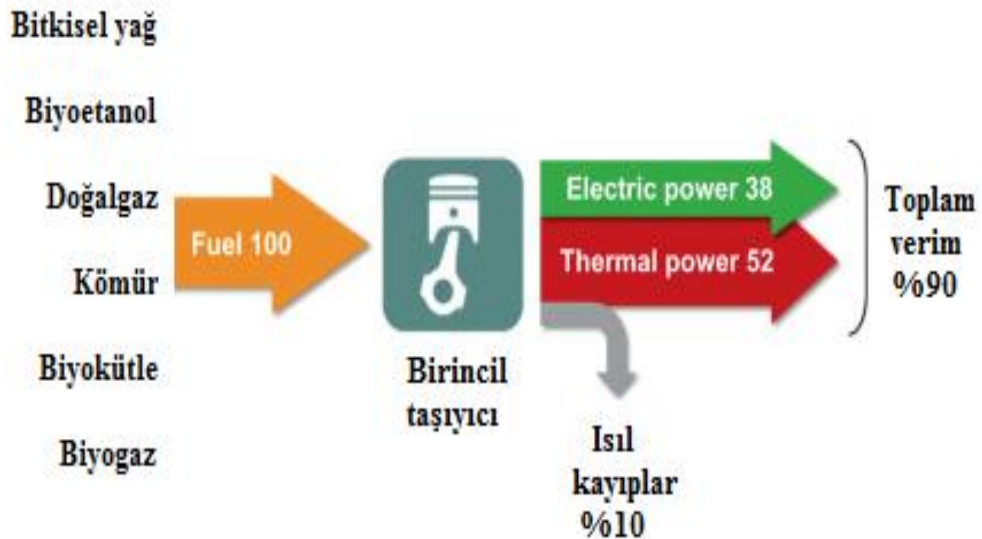 Bitkisel yağ
Biyoetanol
Doğalgaz
Kömür
Biyokütle
Biyogaz
Fuel 100
Birincil
taşıyıcı
Electric power 38
Thermal power 52
Isıl
kayıplar
%10
Toplam
verim
%90